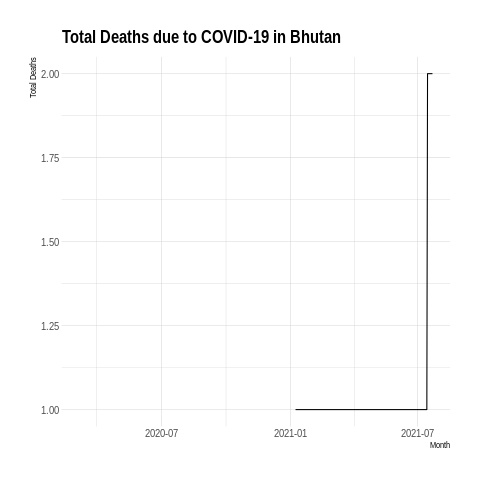 Total Deaths due to COVID-19 in Bhutan
Total Deaths
2.00
1.75
1.50
1.25
1.00
2020-07 2021-01 2021-07
Month